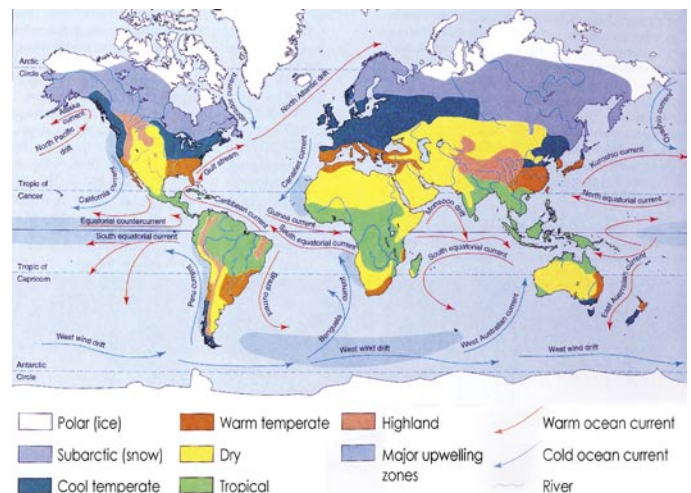 Arctic
Circle
Alaska
current
North Pacific
drift
California current
Labrador
current
North Atlantic drift
Gulf stream
Canaries current
Oyashio current
Kuroshio current
Tropic of
Cancer
Caribbean current
Guinea current
Monsoon drift
North equatorial
current
Equatorial countercurrent
South equatorial current
South equatorial
current
South equatorial
current
Tropic of
Capricorn
Peru current
Brazil current
Benguela current
West Australian current
East Australian current
West wind drift
West wind drift
West wind drift
Antarctic
Circle
Polar (ice)
Warm temperate
Highland
Warm ocean current
Subarctic (snow)
Dry
Major upwelling
zones
Cold ocean current
Cool temperate
Tropical
River